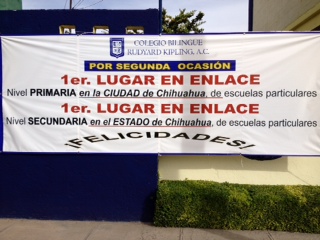 COLEGIO BILINGUE
RUDYARD KIPLING, A.C.
POR SEGUNDA OCASIÓN
1er. LUGAR EN ENLACE
Nivel PRIMARIA en la CIUDAD de Chihuahua, de escuelas particulares
1er. LUGAR EN ENLACE
Nivel SECUNDARIA en el ESTADO de Chihuahua, de escuelas particulares
¡FELICIDADES!